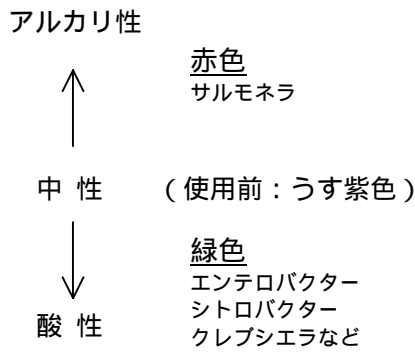 アルカリ性
赤色
サルモネラ
中 性 (使用前：うす紫色)
緑色
エンテロバクター
シトロバクター
酸 性
クレブシエラなど